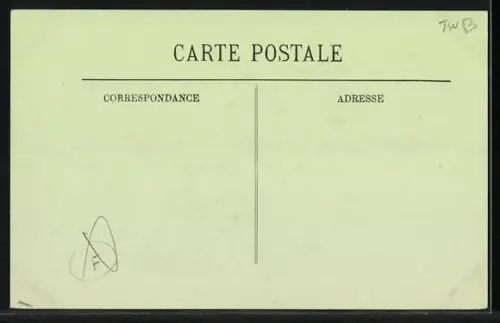 TWB
CARTE POSTALE
CORRESPONDANCE
ADRESSE